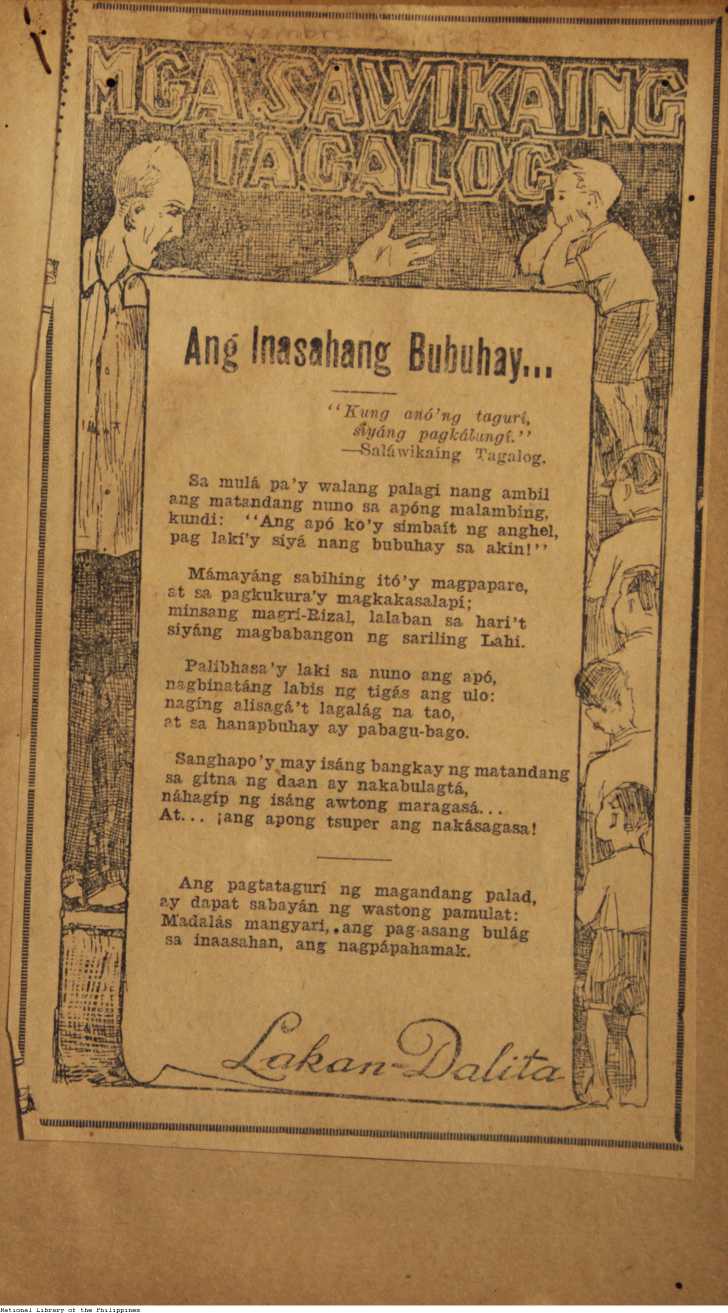 MGA SAWIKAING
TAGALOG
Ang Inasahang Bubuhay...
"Kung anó'ng tagurí,
siyáng pagkálungí."
—Saláwikaíng Tagalog.
Sa mulá pa'y walang palagi nang ambil
ang matandang nuno sa apóng malambing,
kundi: "Ang apó ko'y simbaít ng anghel,
pag lakí'y siyá nang bubuhay sa akin!"
Mámayáng sabihing itó'y magpapare,
at sa pagkukura'y magkakasalapí;
minsang magri-Rizal, lalaban sa hari't
siyáng magbabangon ng sariling Lahi.
Palibhasa'y laki sa nuno ang apó,
nagbinatáng labis ng tigás ang ulo:
naging alisagá't lagalág na tao,
at sa hanapbuhay ay pabagu-bago.
Sanghapo'y may isáng bangkay ng matandang
sa gitna ng daan ay nakabulagtá,
náhagip ng isáng awtong maragasá...
At... ¡ang apong tsuper ang nakásagasa!
Ang pagtatagurí ng magandang palad,
ay dapat sabayán ng wastong pamulat:
Madalás mangyari, ang pag-asang bulág
sa inaasahan, ang nagpápahamak.
Lakan-Dalita
National Library of the Philippines